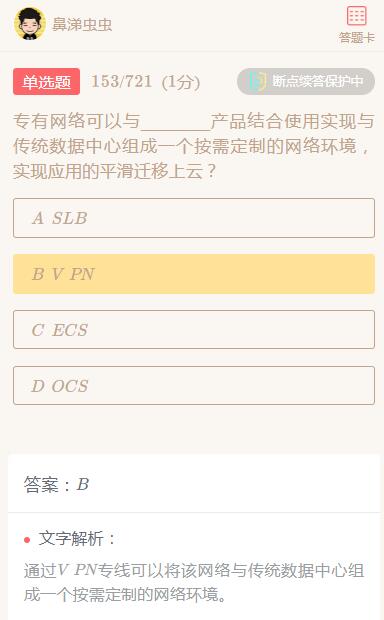 鼻涕虫虫
答题卡
单选题 153/721 (1分) 断点续答保护中
专有网络可以与________产品结合使用实现与
传统数据中心组成一个按需定制的网络环境，
实现应用的平滑迁移上云？
A SLB
B V PN
C ECS
D OCS
答案：B
文字解析：
通过V PN专线可以将该网络与传统数据中心组
成一个按需定制的网络环境。